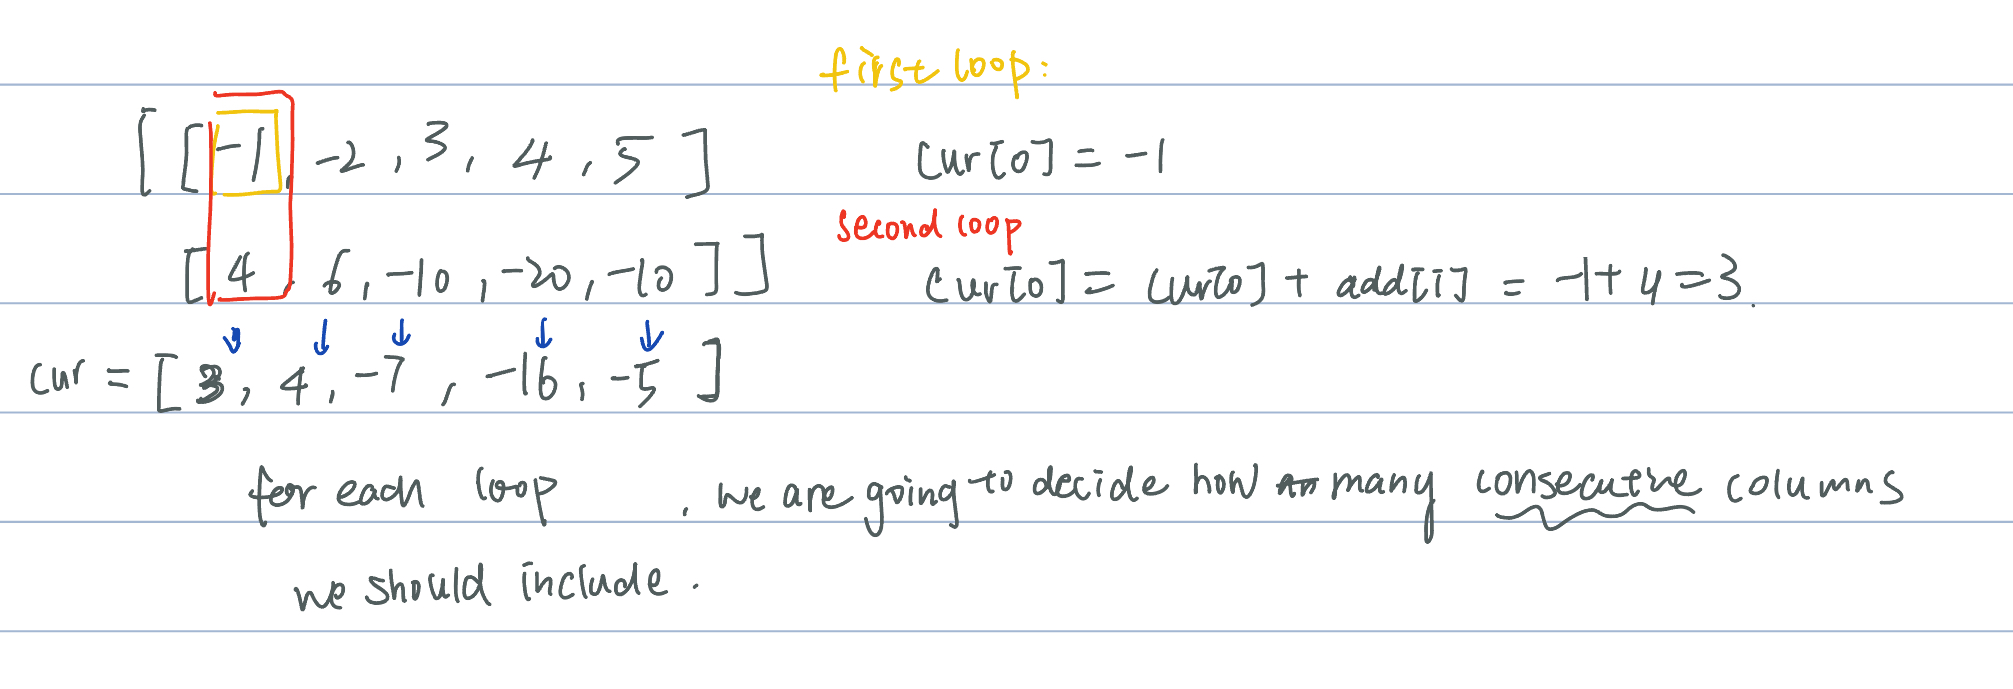 first loop:
[[-1, -2, 3, 4, 5]
cur[0] = -1
second loop
[4, 6, -10, -20, -10]]
cur[0] = cur[0] + add[i] = -1+4=3.
cur = [3, 4, -7, -16, -5]
for each loop, we are going to decide how many consecutive columns
we should include.